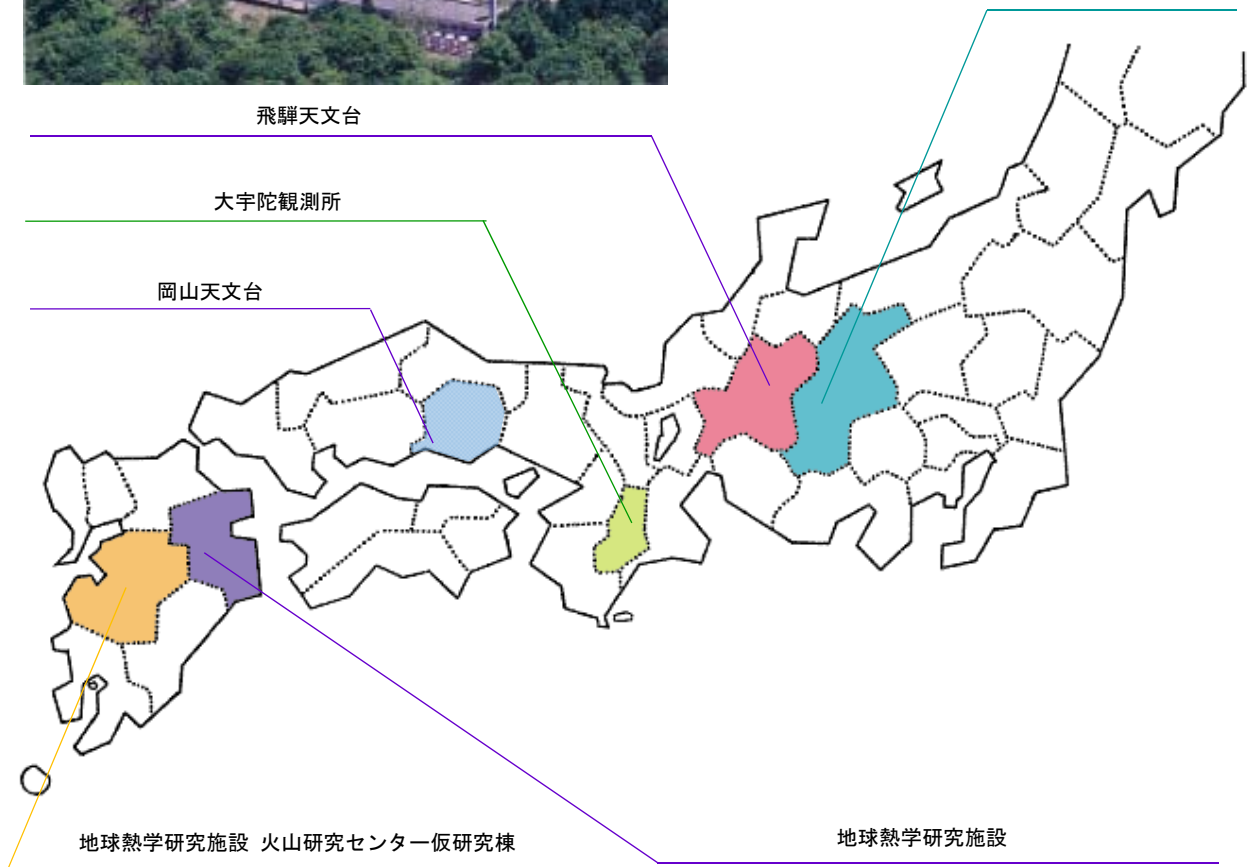 飛騨天文台
大宇陀観測所
岡山天文台
地球熱学研究施設 火山研究センター仮研究棟
地球熱学研究施設